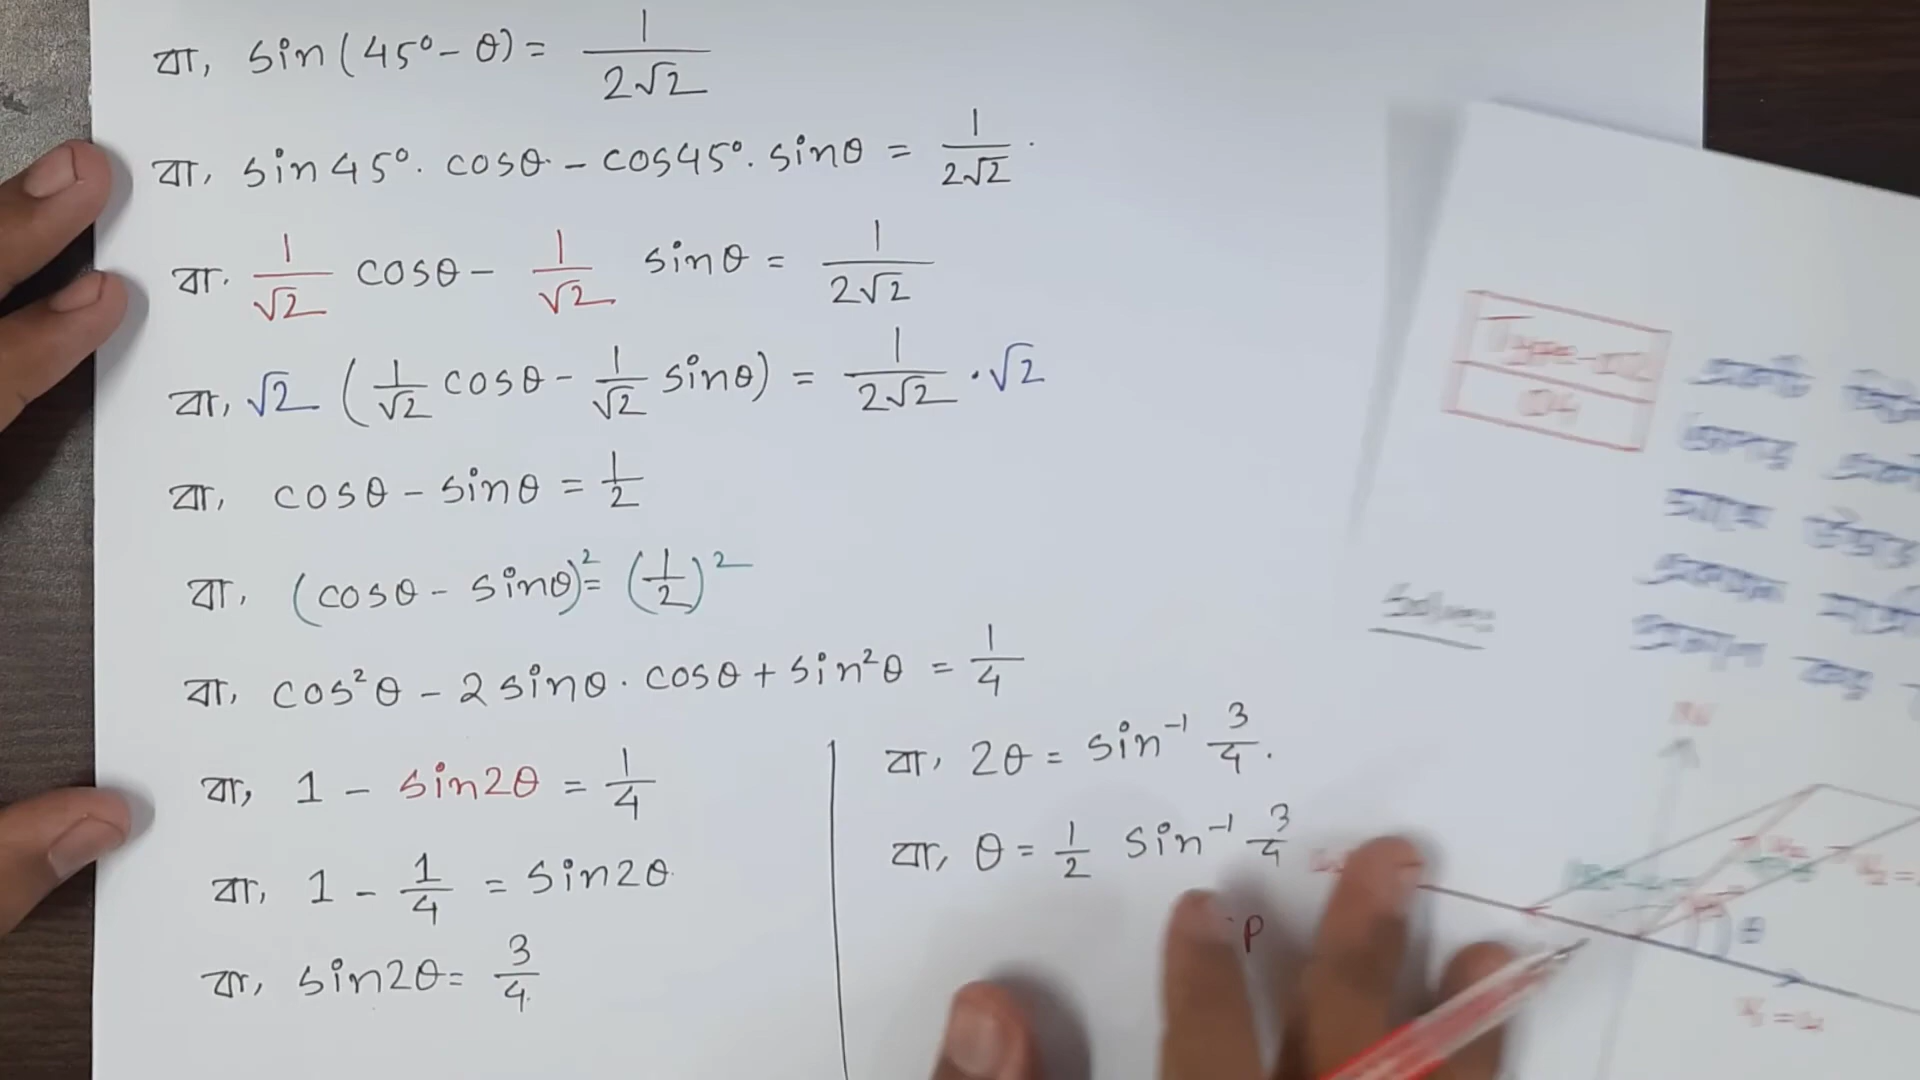 বা, sin(45° - θ) = 1/2√2
বা, sin45°. cosθ - cos45°. sinθ = 1/2√2
বা. 1/√2 cosθ - 1/√2 sinθ = 1/2√2
বা, √2 (1/√2 cosθ - 1/√2 sinθ) = 1/2√2 . √2
বা, cosθ - sinθ = 1/2
বা, (cosθ - sinθ)² = (1/2)²
বা, cos²θ - 2 sinθ . cosθ + sin²θ = 1/4
বা, 1 - sin2θ = 1/4
বা, 1 - 1/4 = sin2θ
বা, sin2θ = 3/4
বা, 2θ = sin⁻¹ 3/4.
বা, θ = 1/2 sin⁻¹ 3/4
P
θ